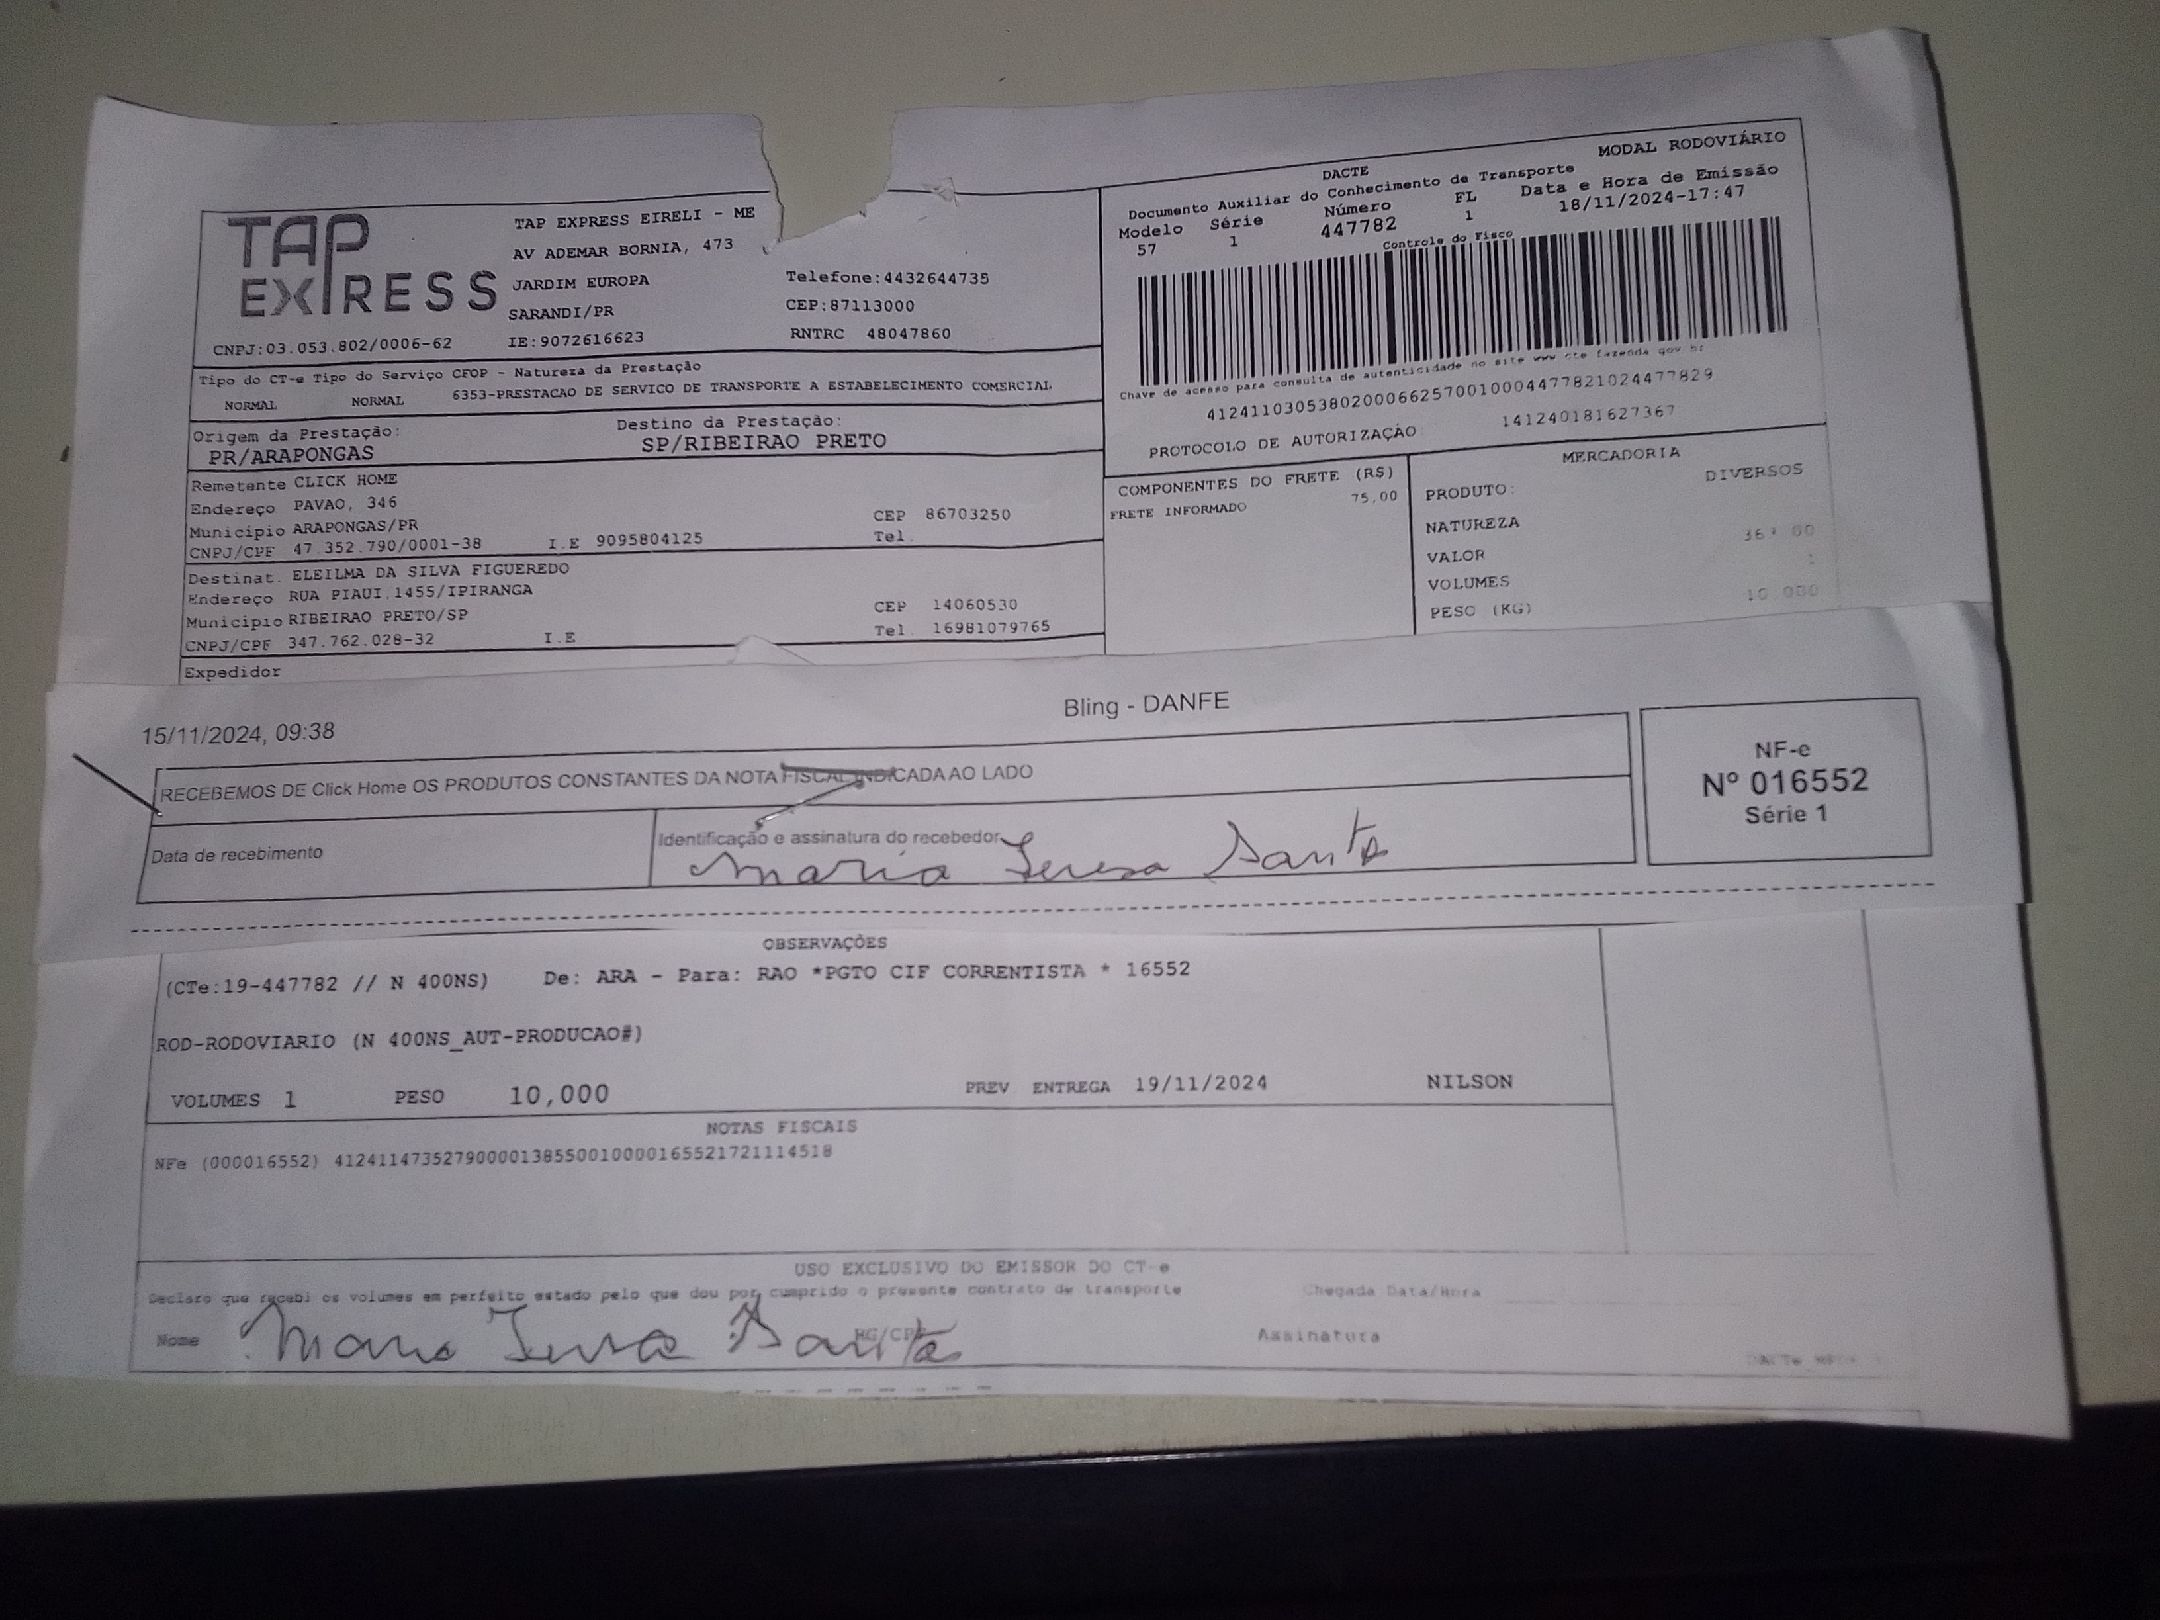 TAP
EXPRESS
TAP EXPRESS EIRELI - ME
AV ADEMAR BORNIA, 473
JARDIM EUROPA
Telefone:4432644735
SARANDI/PR
CEP:87113000
CNPJ:03.053.802/0006-62
IE:9072616623
RNTRC 48047860
DACTE
MODAL RODOVIÁRIO
Documento Auxiliar do Conhecimento de Transporte
Modelo Série Número FL Data e Hora de Emissão
57 1 447782 1 18/11/2024-17:47
Controle do Fisco
Chave de acesso para consulta de autenticidade no site www cte fazenda gov br
41241103053802000662570010004477821024477829
PROTOCOLO DE AUTORIZAÇÃO 141240181627367
Tipo do CT-e Tipo do Serviço CFOP - Natureza da Prestação
NORMAL NORMAL 6353-PRESTACAO DE SERVICO DE TRANSPORTE A ESTABELECIMENTO COMERCIAL
Origem da Prestação: Destino da Prestação:
PR/ARAPONGAS SP/RIBEIRAO PRETO
Remetente CLICK HOME
Endereço PAVAO, 346
Municipio ARAPONGAS/PR CEP 86703250
CNPJ/CPF 47.352.790/0001-38 I.E 9095804125 Tel.
Destinat. ELEILMA DA SILVA FIGUEREDO
Endereço RUA PIAUI,1455/IPIRANGA
Municipio RIBEIRAO PRETO/SP CEP 14060530
CNPJ/CPF 347.762.028-32 I.E Tel. 16981079765
Expedidor
COMPONENTES DO FRETE (R$)
FRETE INFORMADO 75,00
MERCADORIA
PRODUTO: DIVERSOS
NATUREZA
VALOR
VOLUMES 1
PESO (KG) 10,000
15/11/2024, 09:38
Bling - DANFE
RECEBEMOS DE Click Home OS PRODUTOS CONSTANTES DA NOTA FISCAL INDICADA AO LADO
Data de recebimento
Identificação e assinatura do recebedor
Maria Teresa Santo
NF-e
Nº 016552
Série 1
OBSERVAÇÕES
(CTe:19-447782 // N 400NS) De: ARA - Para: RAO *PGTO CIF CORRENTISTA * 16552
ROD-RODOVIARIO (N 400NS_AUT-PRODUCAO#)
VOLUMES 1 PESO 10,000 PREV ENTREGA 19/11/2024 NILSON
NOTAS FISCAIS
NFe (000016552) 41241147352790000138550010000165521721114518
USO EXCLUSIVO DO EMISSOR DO CT-e
Declaro que recebi os volumes em perfeito estado pelo que dou por cumprido o presente contrato de transporte
Chegada Data/Hora
Nome Maria Teresa Santo RG/CPF Assinatura